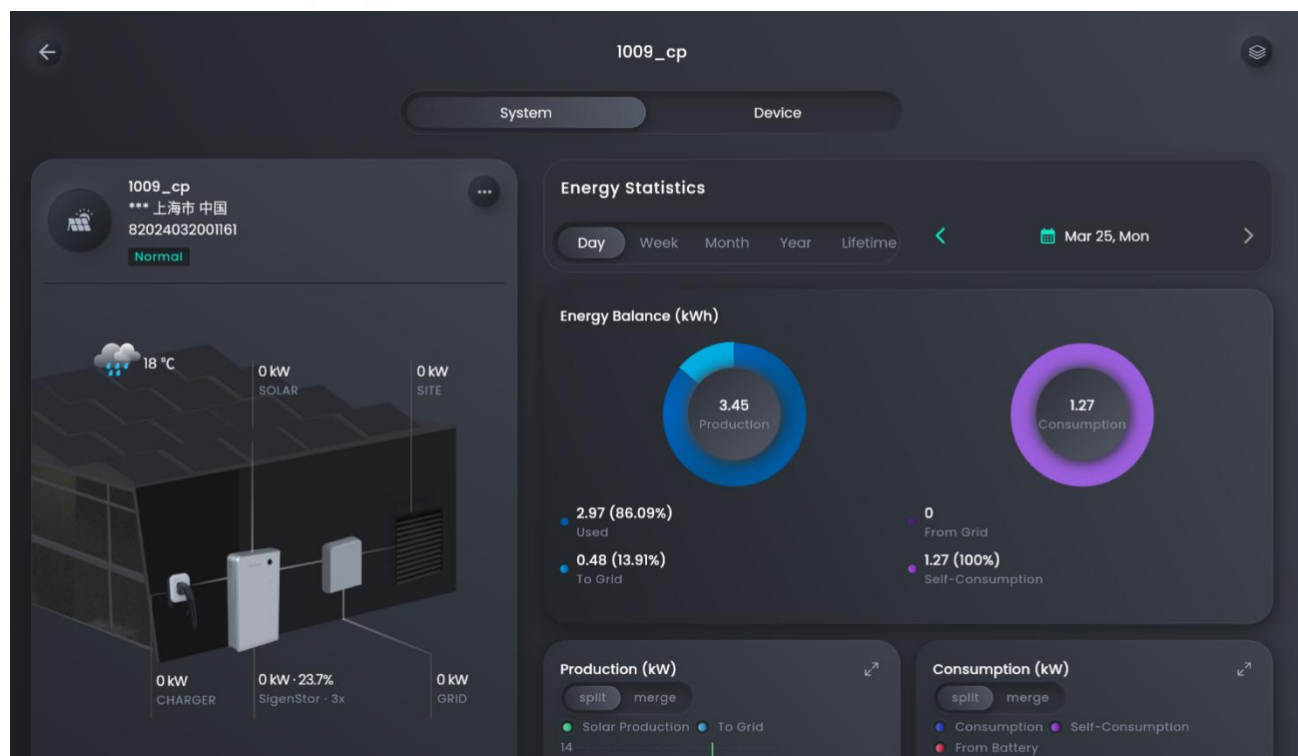 1009_cp
System
Device
1009_cp
*** 上海市 中国
82024032001161
Normal
18 °C
0 kW
SOLAR
0 kW
SITE
0 kW
CHARGER
0 kW · 23.7%
SigenStor · 3x
0 kW
GRID
Energy Statistics
Day Week Month Year Lifetime
Mar 25, Mon
Energy Balance (kWh)
3.45
Production
2.97 (86.09%)
Used
0.48 (13.91%)
To Grid
1.27
Consumption
0
From Grid
1.27 (100%)
Self-Consumption
Production (kW)
split merge
Solar Production To Grid
14
Consumption (kW)
split merge
Consumption Self-Consumption
From Battery